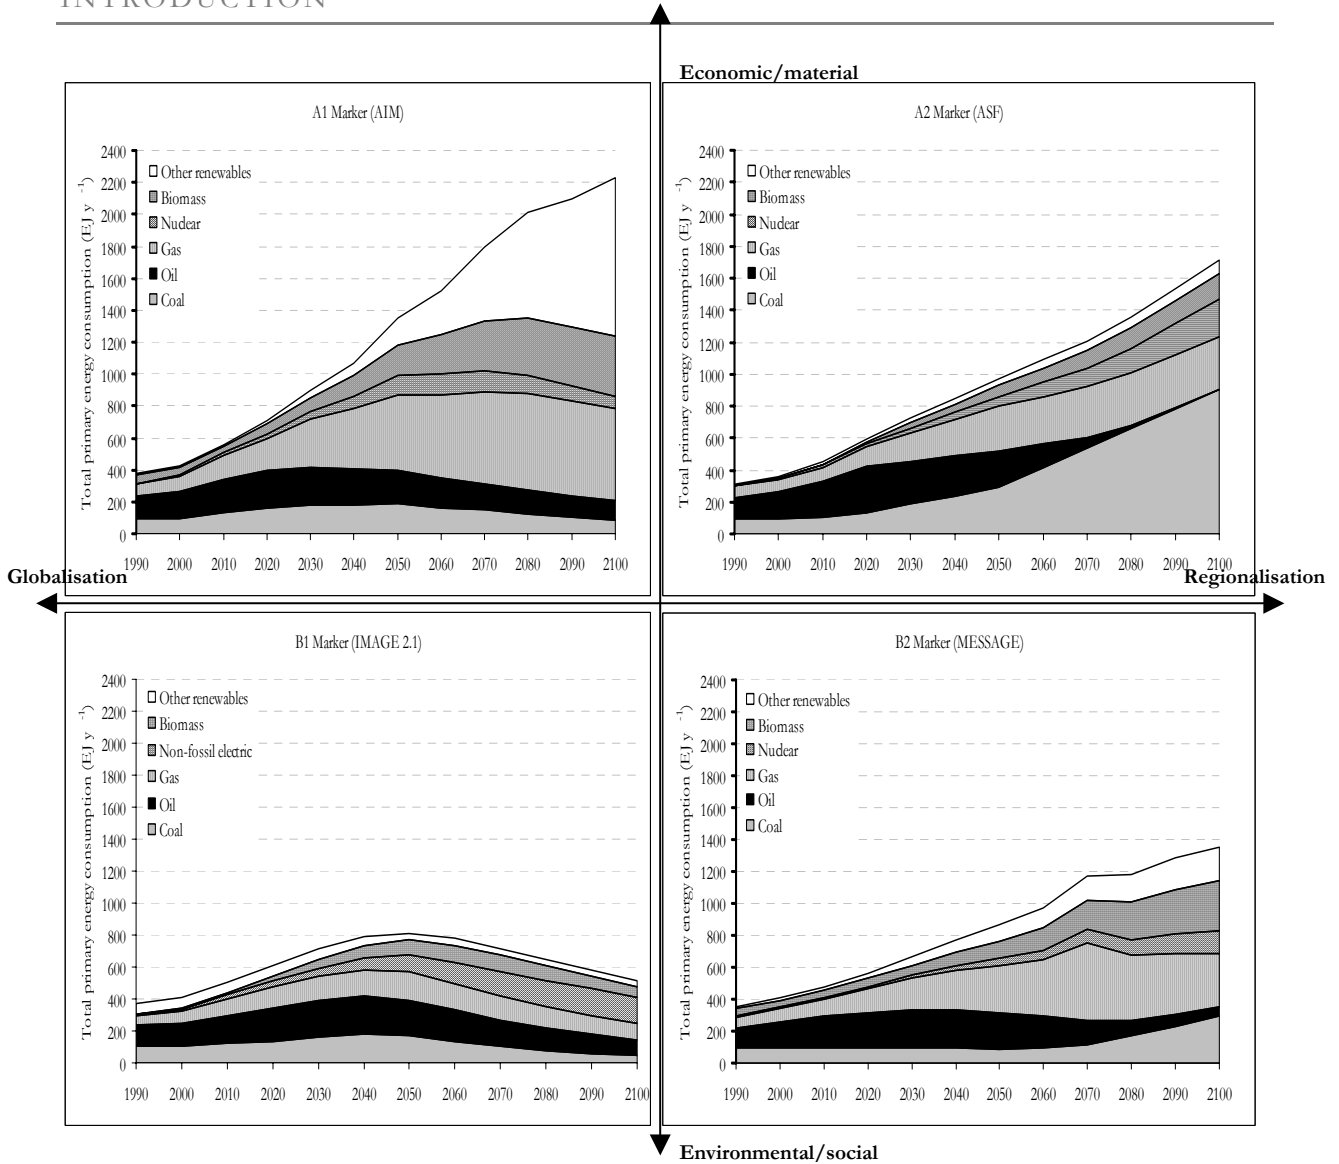 INTRODUCTION
Economic/material
A1 Marker (AIM)
Total primary energy consumption (EJ y -1)
2400
2200
2000
1800
1600
1400
1200
1000
800
600
400
200
0
Other renewables
Biomass
Nuclear
Gas
Oil
Coal
1990 2000 2010 2020 2030 2040 2050 2060 2070 2080 2090 2100
A2 Marker (ASF)
Total primary energy consumption (EJ y -1)
2400
2200
2000
1800
1600
1400
1200
1000
800
600
400
200
0
Other renewables
Biomass
Nuclear
Gas
Oil
Coal
1990 2000 2010 2020 2030 2040 2050 2060 2070 2080 2090 2100
Globalisation
Regionalisation
B1 Marker (IMAGE 2.1)
Total primary energy consumption (EJ y -1)
2400
2200
2000
1800
1600
1400
1200
1000
800
600
400
200
0
Other renewables
Biomass
Non-fossil electric
Gas
Oil
Coal
1990 2000 2010 2020 2030 2040 2050 2060 2070 2080 2090 2100
B2 Marker (MESSAGE)
Total primary energy consumption (EJ y -1)
2400
2200
2000
1800
1600
1400
1200
1000
800
600
400
200
0
Other renewables
Biomass
Nuclear
Gas
Oil
Coal
1990 2000 2010 2020 2030 2040 2050 2060 2070 2080 2090 2100
Environmental/social